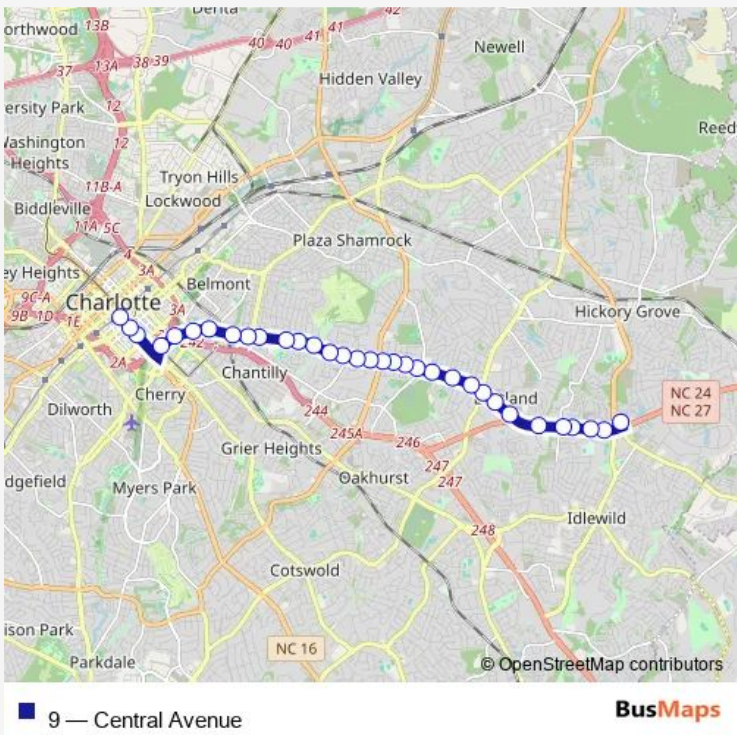 Derita
42
13B
orthwood
41
41
40
40
Newell
38-39
13A
37
Hidden Valley
12
ersity Park
12
Reed
Washington
Heights
Tryon Hills
11B-A
Lockwood
Biddleville
11A
5C
Plaza Shamrock
4
3A
ey Heights
Belmont
9C-A
Charlotte
3A
9B
1D
1E
Hickory Grove
242
2A
Chantilly
NC 24
NC 27
Cherry
land
Dilworth
244
245A
246
Grier Heights
247
247
Oakhurst
dgefield
Myers Park
Idlewild
248
Cotswold
ison Park
NC 16
Parkdale
© OpenStreetMap contributors
9 — Central Avenue
BusMaps